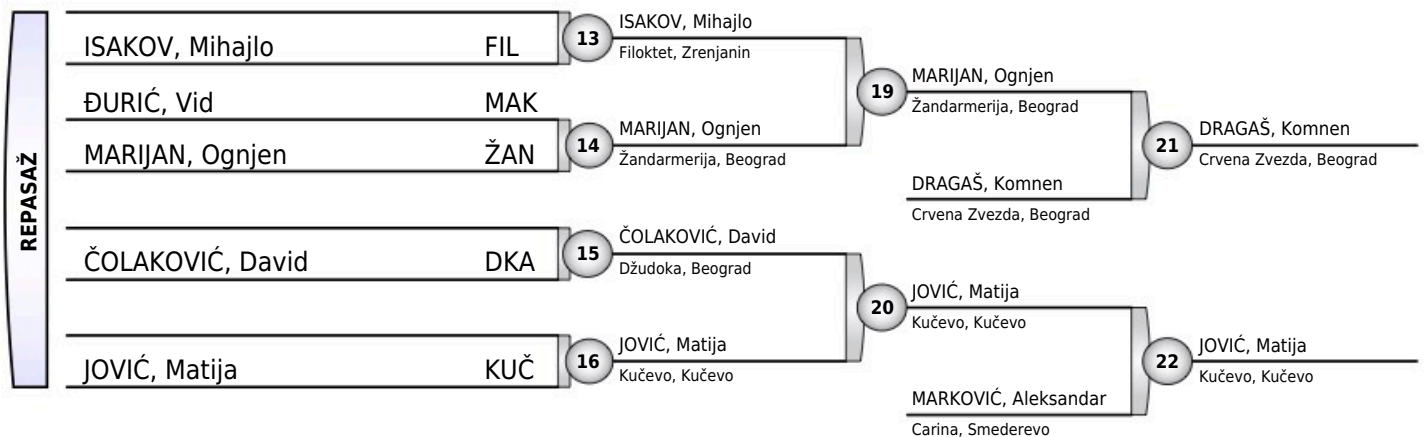 REPASAŽ
ISAKOV, Mihajlo FIL
ĐURIĆ, Vid MAK
MARIJAN, Ognjen ŽAN
ČOLAKOVIĆ, David DKA
JOVIĆ, Matija KUČ
13
ISAKOV, Mihajlo
Filoktet, Zrenjanin
14
MARIJAN, Ognjen
Žandarmerija, Beograd
15
ČOLAKOVIĆ, David
Džudoka, Beograd
16
JOVIĆ, Matija
Kučevo, Kučevo
19
MARIJAN, Ognjen
Žandarmerija, Beograd
DRAGAŠ, Komnen
Crvena Zvezda, Beograd
20
JOVIĆ, Matija
Kučevo, Kučevo
MARKOVIĆ, Aleksandar
Carina, Smederevo
21
DRAGAŠ, Komnen
Crvena Zvezda, Beograd
22
JOVIĆ, Matija
Kučevo, Kučevo